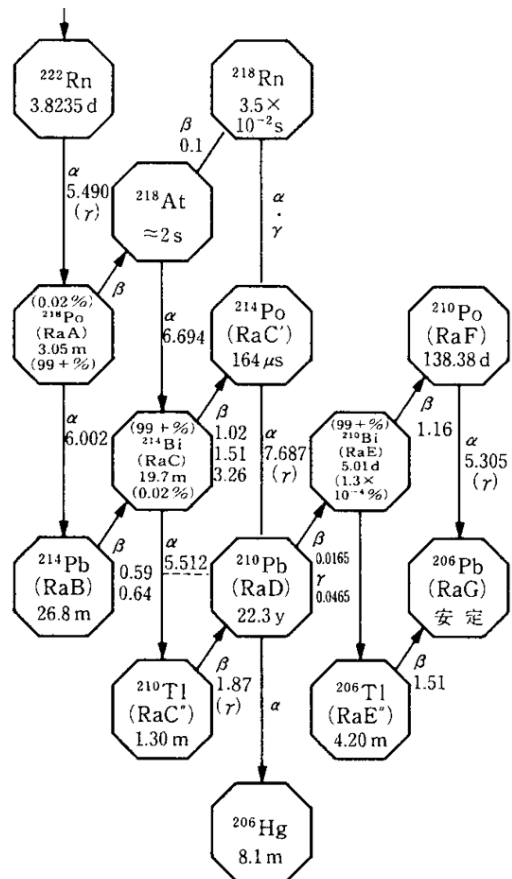 ²²²Rn
3.8235 d
²¹⁸Rn
3.5×
10⁻²s
β
0.1
α
5.490
(γ)
²¹⁸At
≈2 s
α
·
γ
β
(0.02 %)
²¹⁸Po
(RaA)
3.05 m
(99+%)
α
6.694
²¹⁴Po
(RaC′)
164 μs
²¹⁰Po
(RaF)
138.38 d
α
6.002
(99+%)
²¹⁴Bi
(RaC)
19.7 m
(0.02 %)
β
1.02
1.51
3.26
α
7.687
(γ)
(99+%)
²¹⁰Bi
(RaE)
5.01 d
(1.3×
10⁻⁴%)
β
1.16
α
5.305
(γ)
²¹⁴Pb
(RaB)
26.8 m
β
0.59
0.64
α
5.512
²¹⁰Pb
(RaD)
22.3 y
β
0.0165
γ
0.0465
²⁰⁶Pb
(RaG)
安 定
²¹⁰Tl
(RaC″)
1.30 m
β
1.87
(γ)
α
²⁰⁶Tl
(RaE″)
4.20 m
β
1.51
²⁰⁶Hg
8.1 m